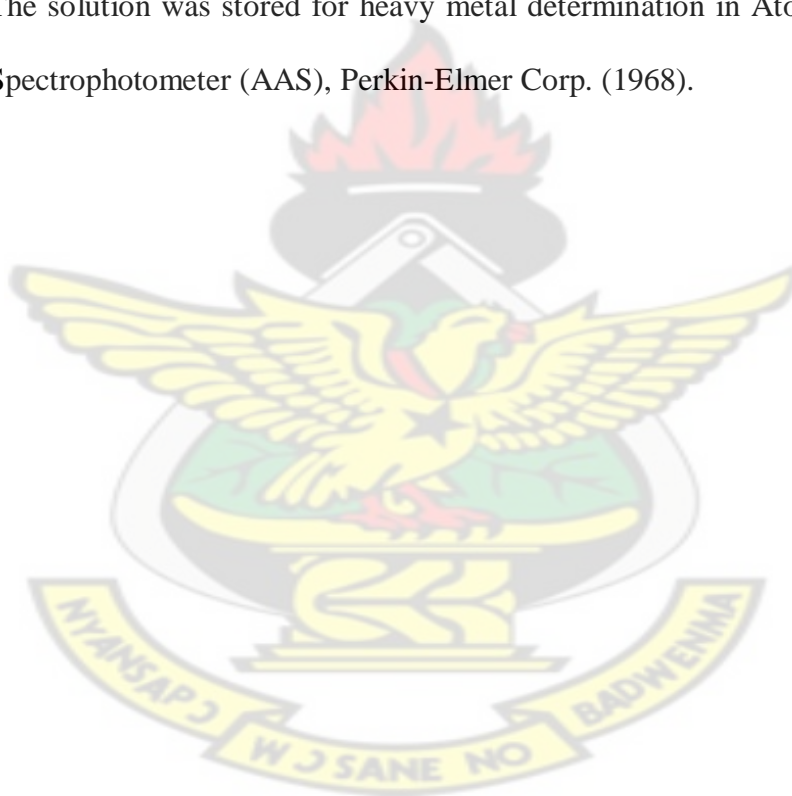 The solution was stored for heavy metal determination in Ato
Spectrophotometer (AAS), Perkin-Elmer Corp. (1968).
NYANSAPƆ
WƆ SANE NO
BADWENMA